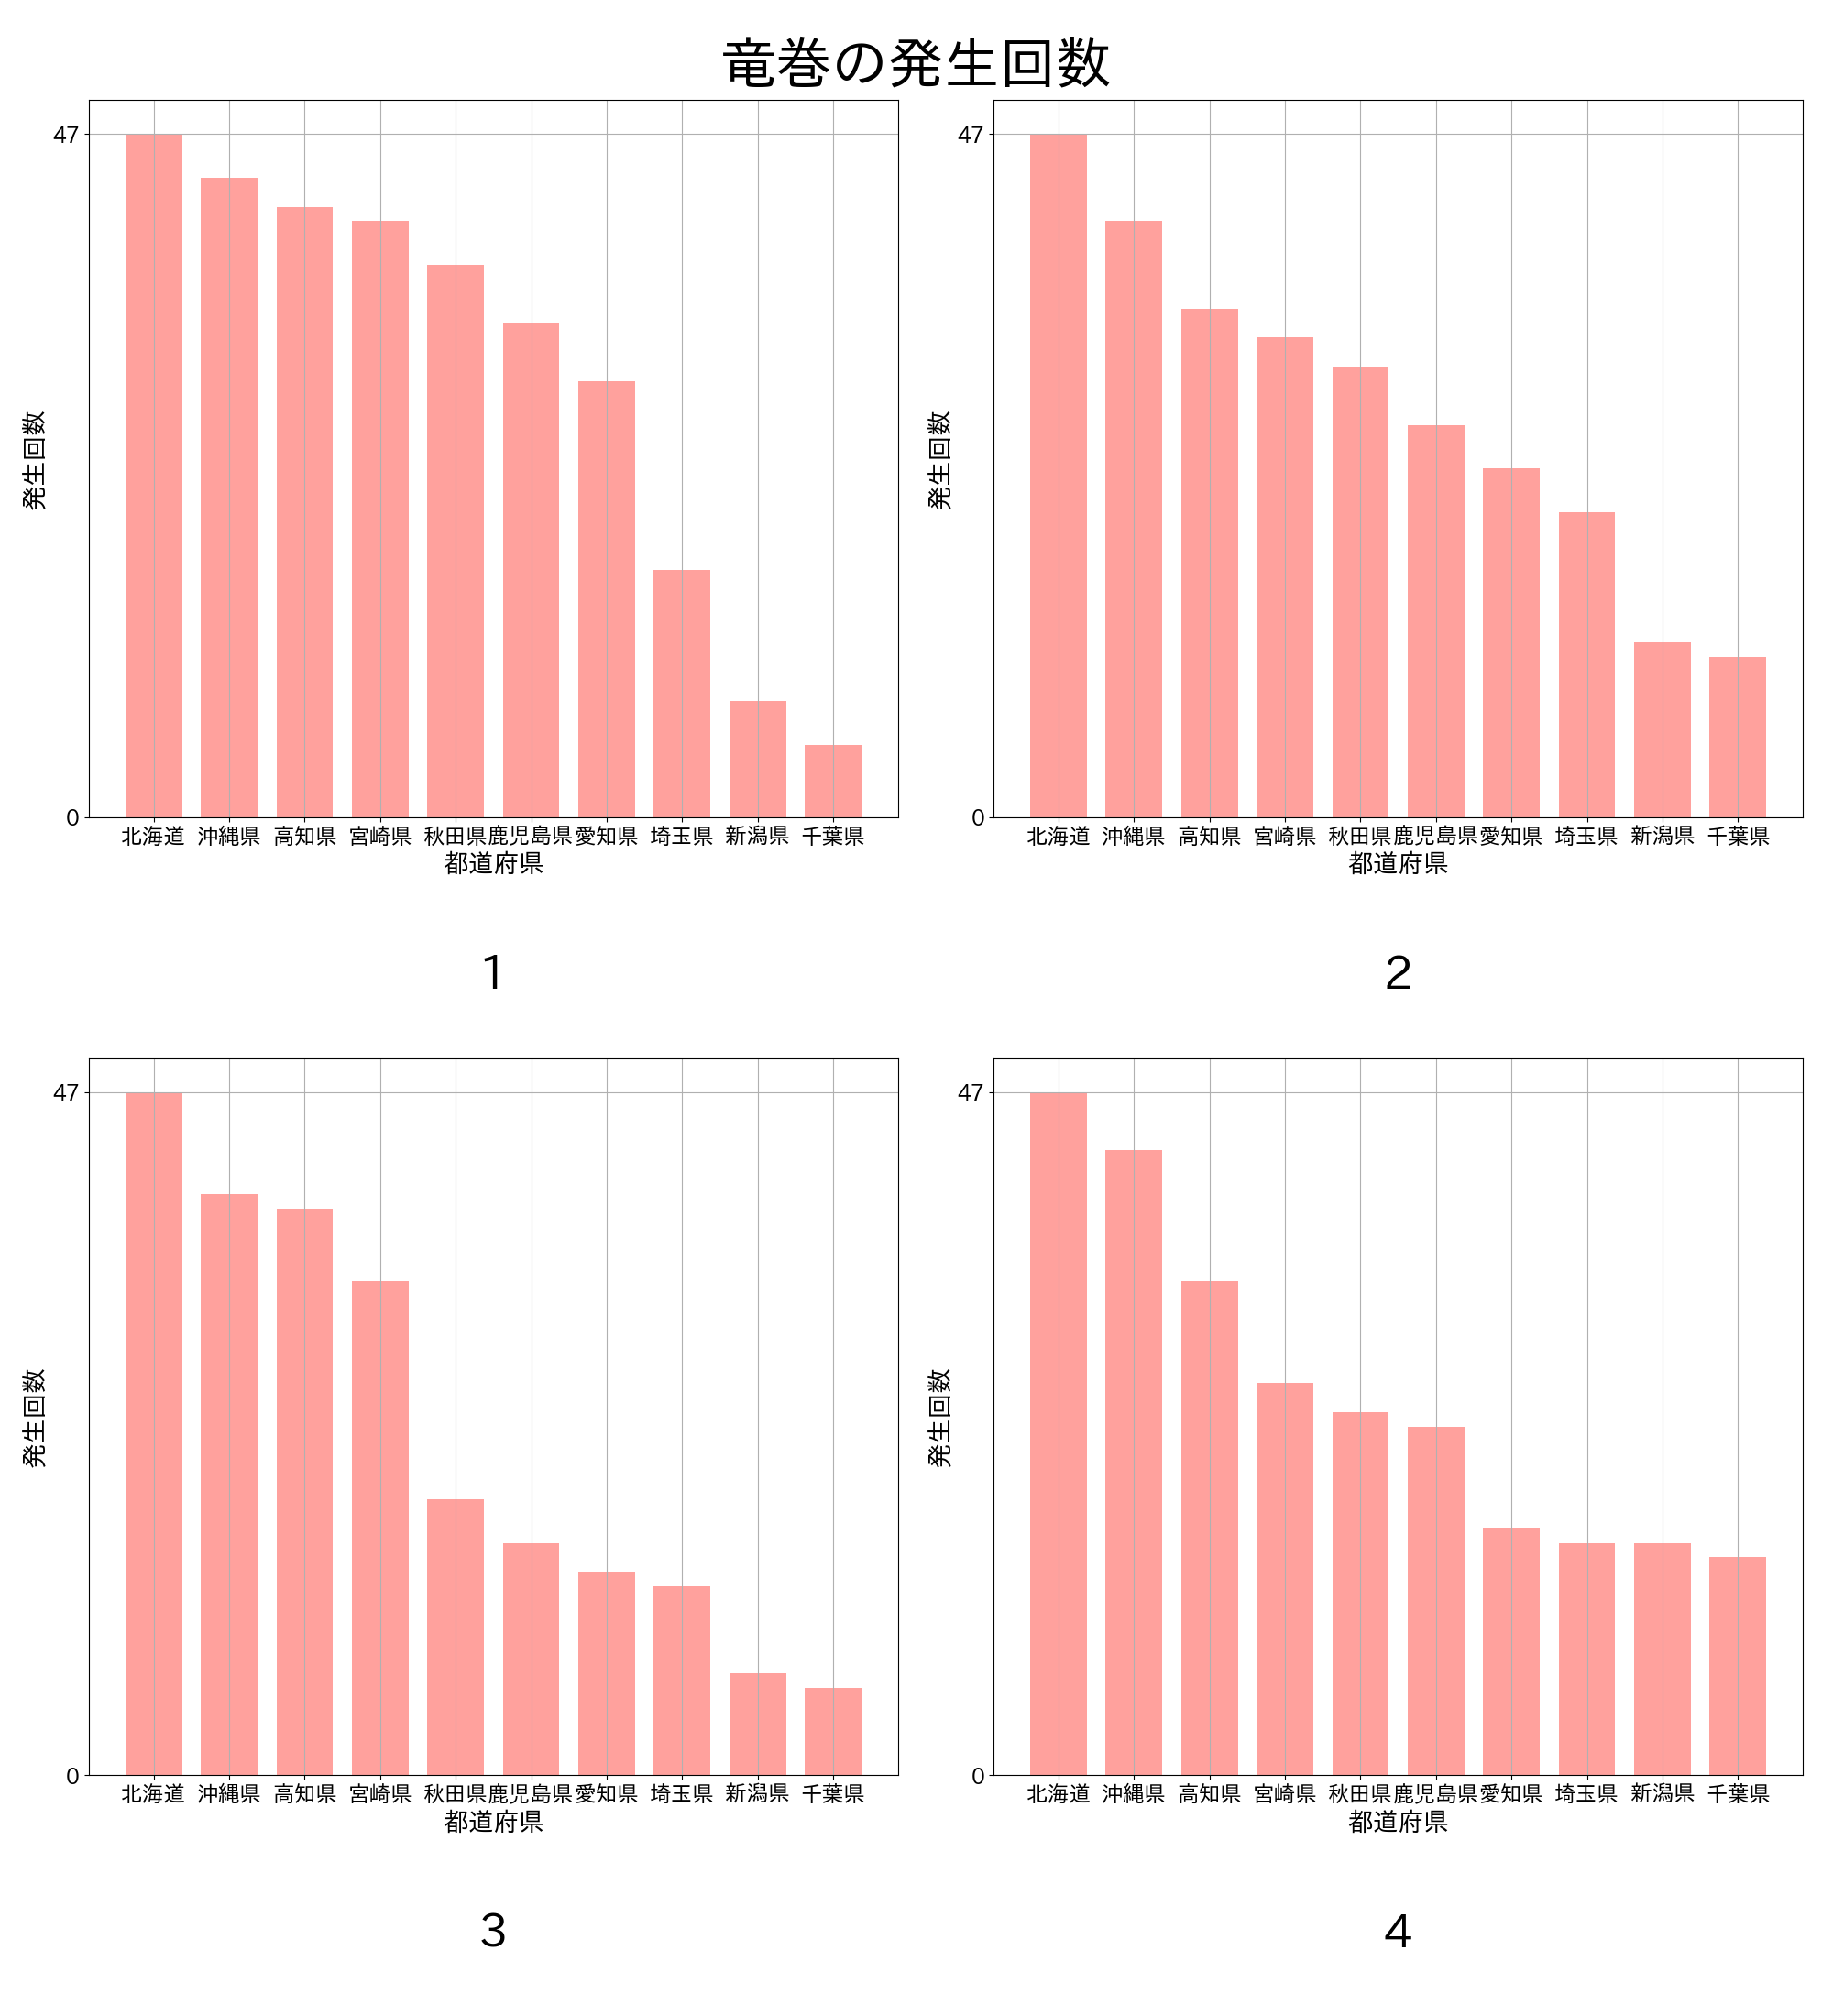 竜巻の発生回数
47
0
発生回数
北海道 沖縄県 高知県 宮崎県 秋田県 鹿児島県 愛知県 埼玉県 新潟県 千葉県
都道府県
1
47
0
発生回数
北海道 沖縄県 高知県 宮崎県 秋田県 鹿児島県 愛知県 埼玉県 新潟県 千葉県
都道府県
2
47
0
発生回数
北海道 沖縄県 高知県 宮崎県 秋田県 鹿児島県 愛知県 埼玉県 新潟県 千葉県
都道府県
3
47
0
発生回数
北海道 沖縄県 高知県 宮崎県 秋田県 鹿児島県 愛知県 埼玉県 新潟県 千葉県
都道府県
4